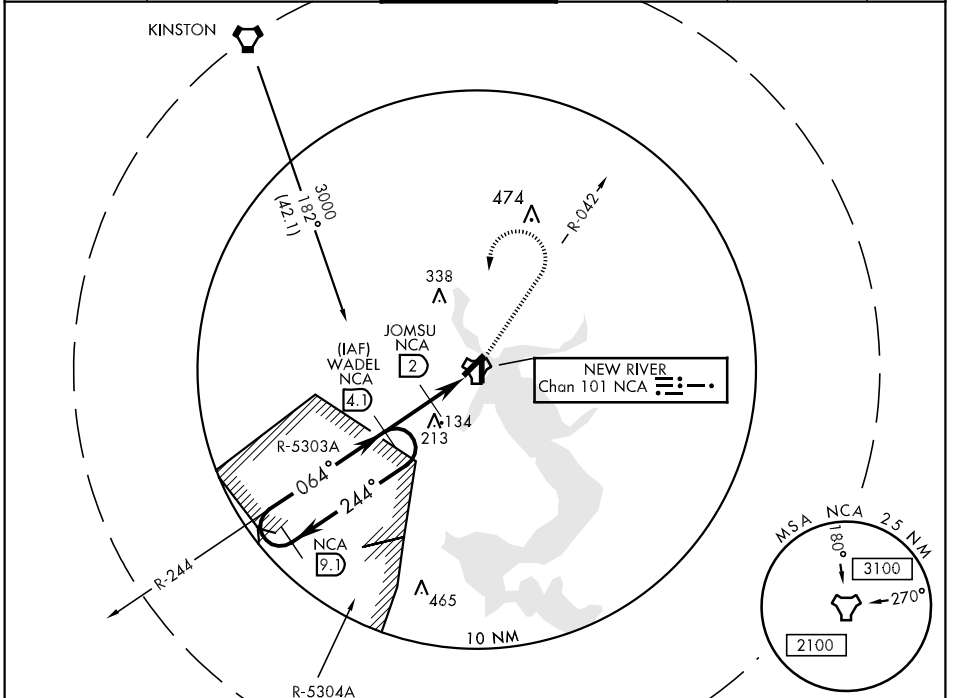 KINSTON
3000
182°
(42.1)
474
R-042
338
JOMSU
NCA
2
(IAF)
WADEL
NCA
4.1
NEW RIVER
Chan 101 NCA
134
213
R-5303A
064°
244°
NCA
9.1
R-244
465
10 NM
R-5304A
MSA NCA 25 NM
180°
3100
270°
2100